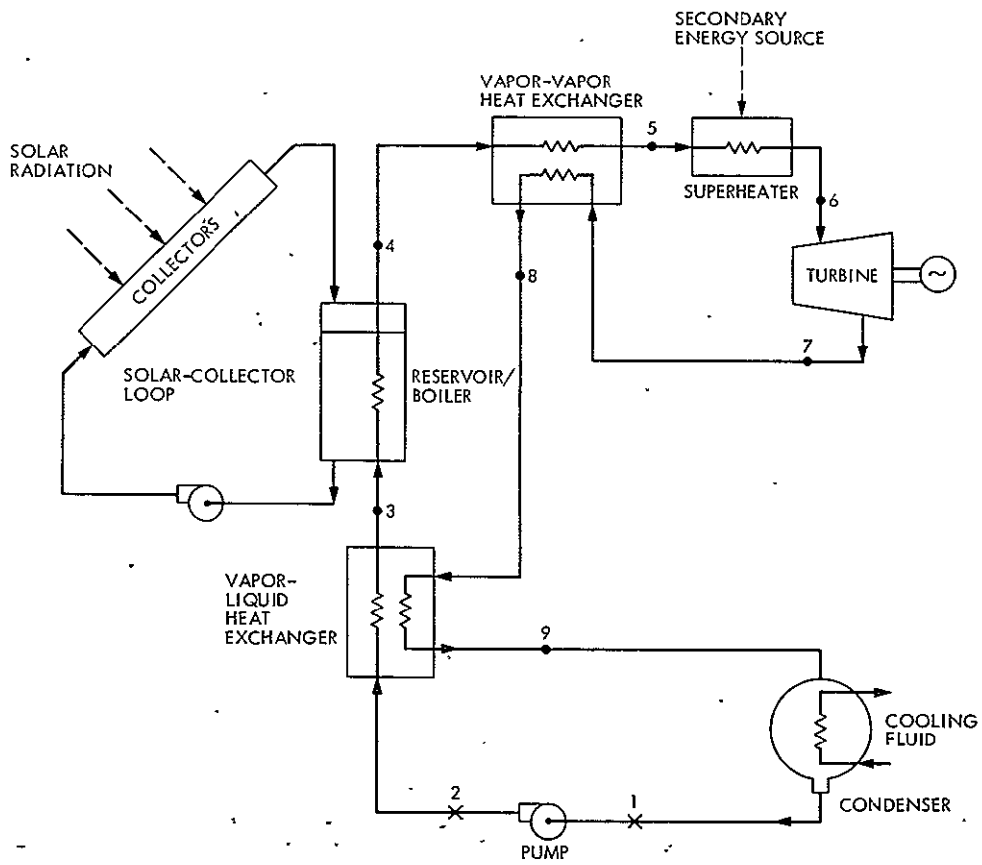 SECONDARY
ENERGY SOURCE
VAPOR-VAPOR
HEAT EXCHANGER
5
SUPERHEATER
6
SOLAR
RADIATION
COLLECTORS
4
8
TURBINE
~
7
SOLAR-COLLECTOR
LOOP
RESERVOIR/
BOILER
3
VAPOR-
LIQUID
HEAT
EXCHANGER
9
COOLING
FLUID
CONDENSER
2
1
PUMP